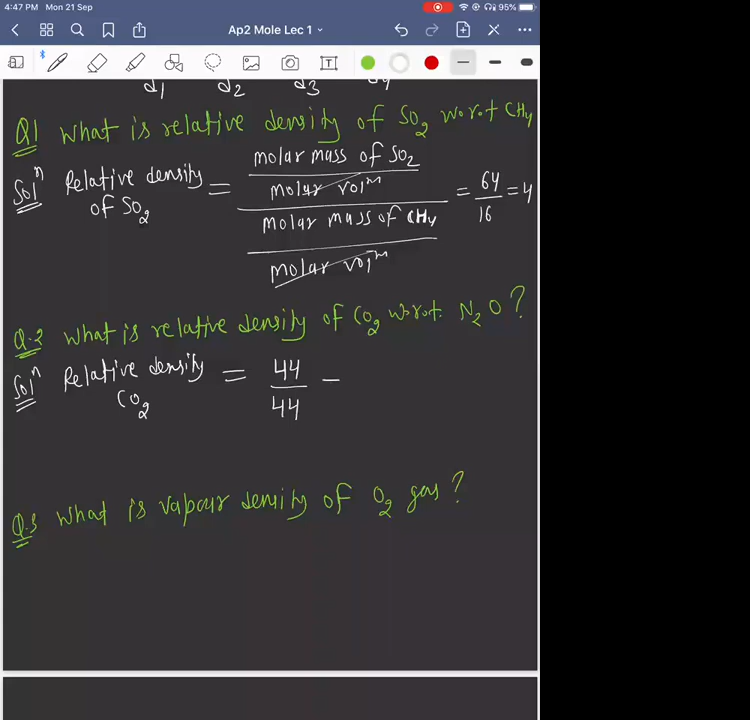 4:47 PM Mon 21 Sep
95%
Ap2 Mole Lec 1
T
d1 d2 d3
Q1 What is relative density of SO2 w.r.t CH4
Solⁿ Relative density of SO2 = molar mass of SO2 / molar volᵐ / molar mass of CH4 / molar volᵐ = 64/16 = 4
Q.2 What is relative density of CO2 w.r.t. N2O?
Solⁿ Relative density CO2 = 44/44 –
Q.3 What is vapour density of O2 gas?